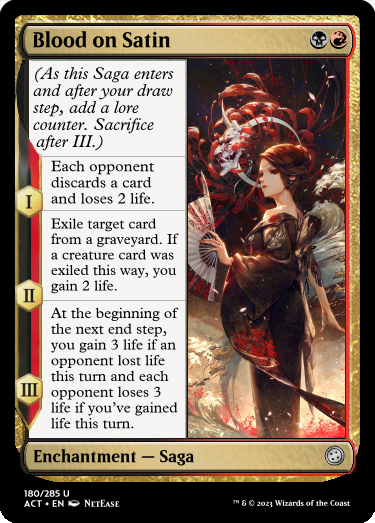 Blood on Satin
(As this Saga enters
and after your draw
step, add a lore
counter. Sacrifice
after III.)
I
Each opponent
discards a card
and loses 2 life.
II
Exile target card
from a graveyard. If
a creature card was
exiled this way, you
gain 2 life.
III
At the beginning of
the next end step,
you gain 3 life if an
opponent lost life
this turn and each
opponent loses 3
life if you've gained
life this turn.
Enchantment — Saga
180/285 U
ACT • EN NetEase
™ & © 2023 Wizards of the Coast